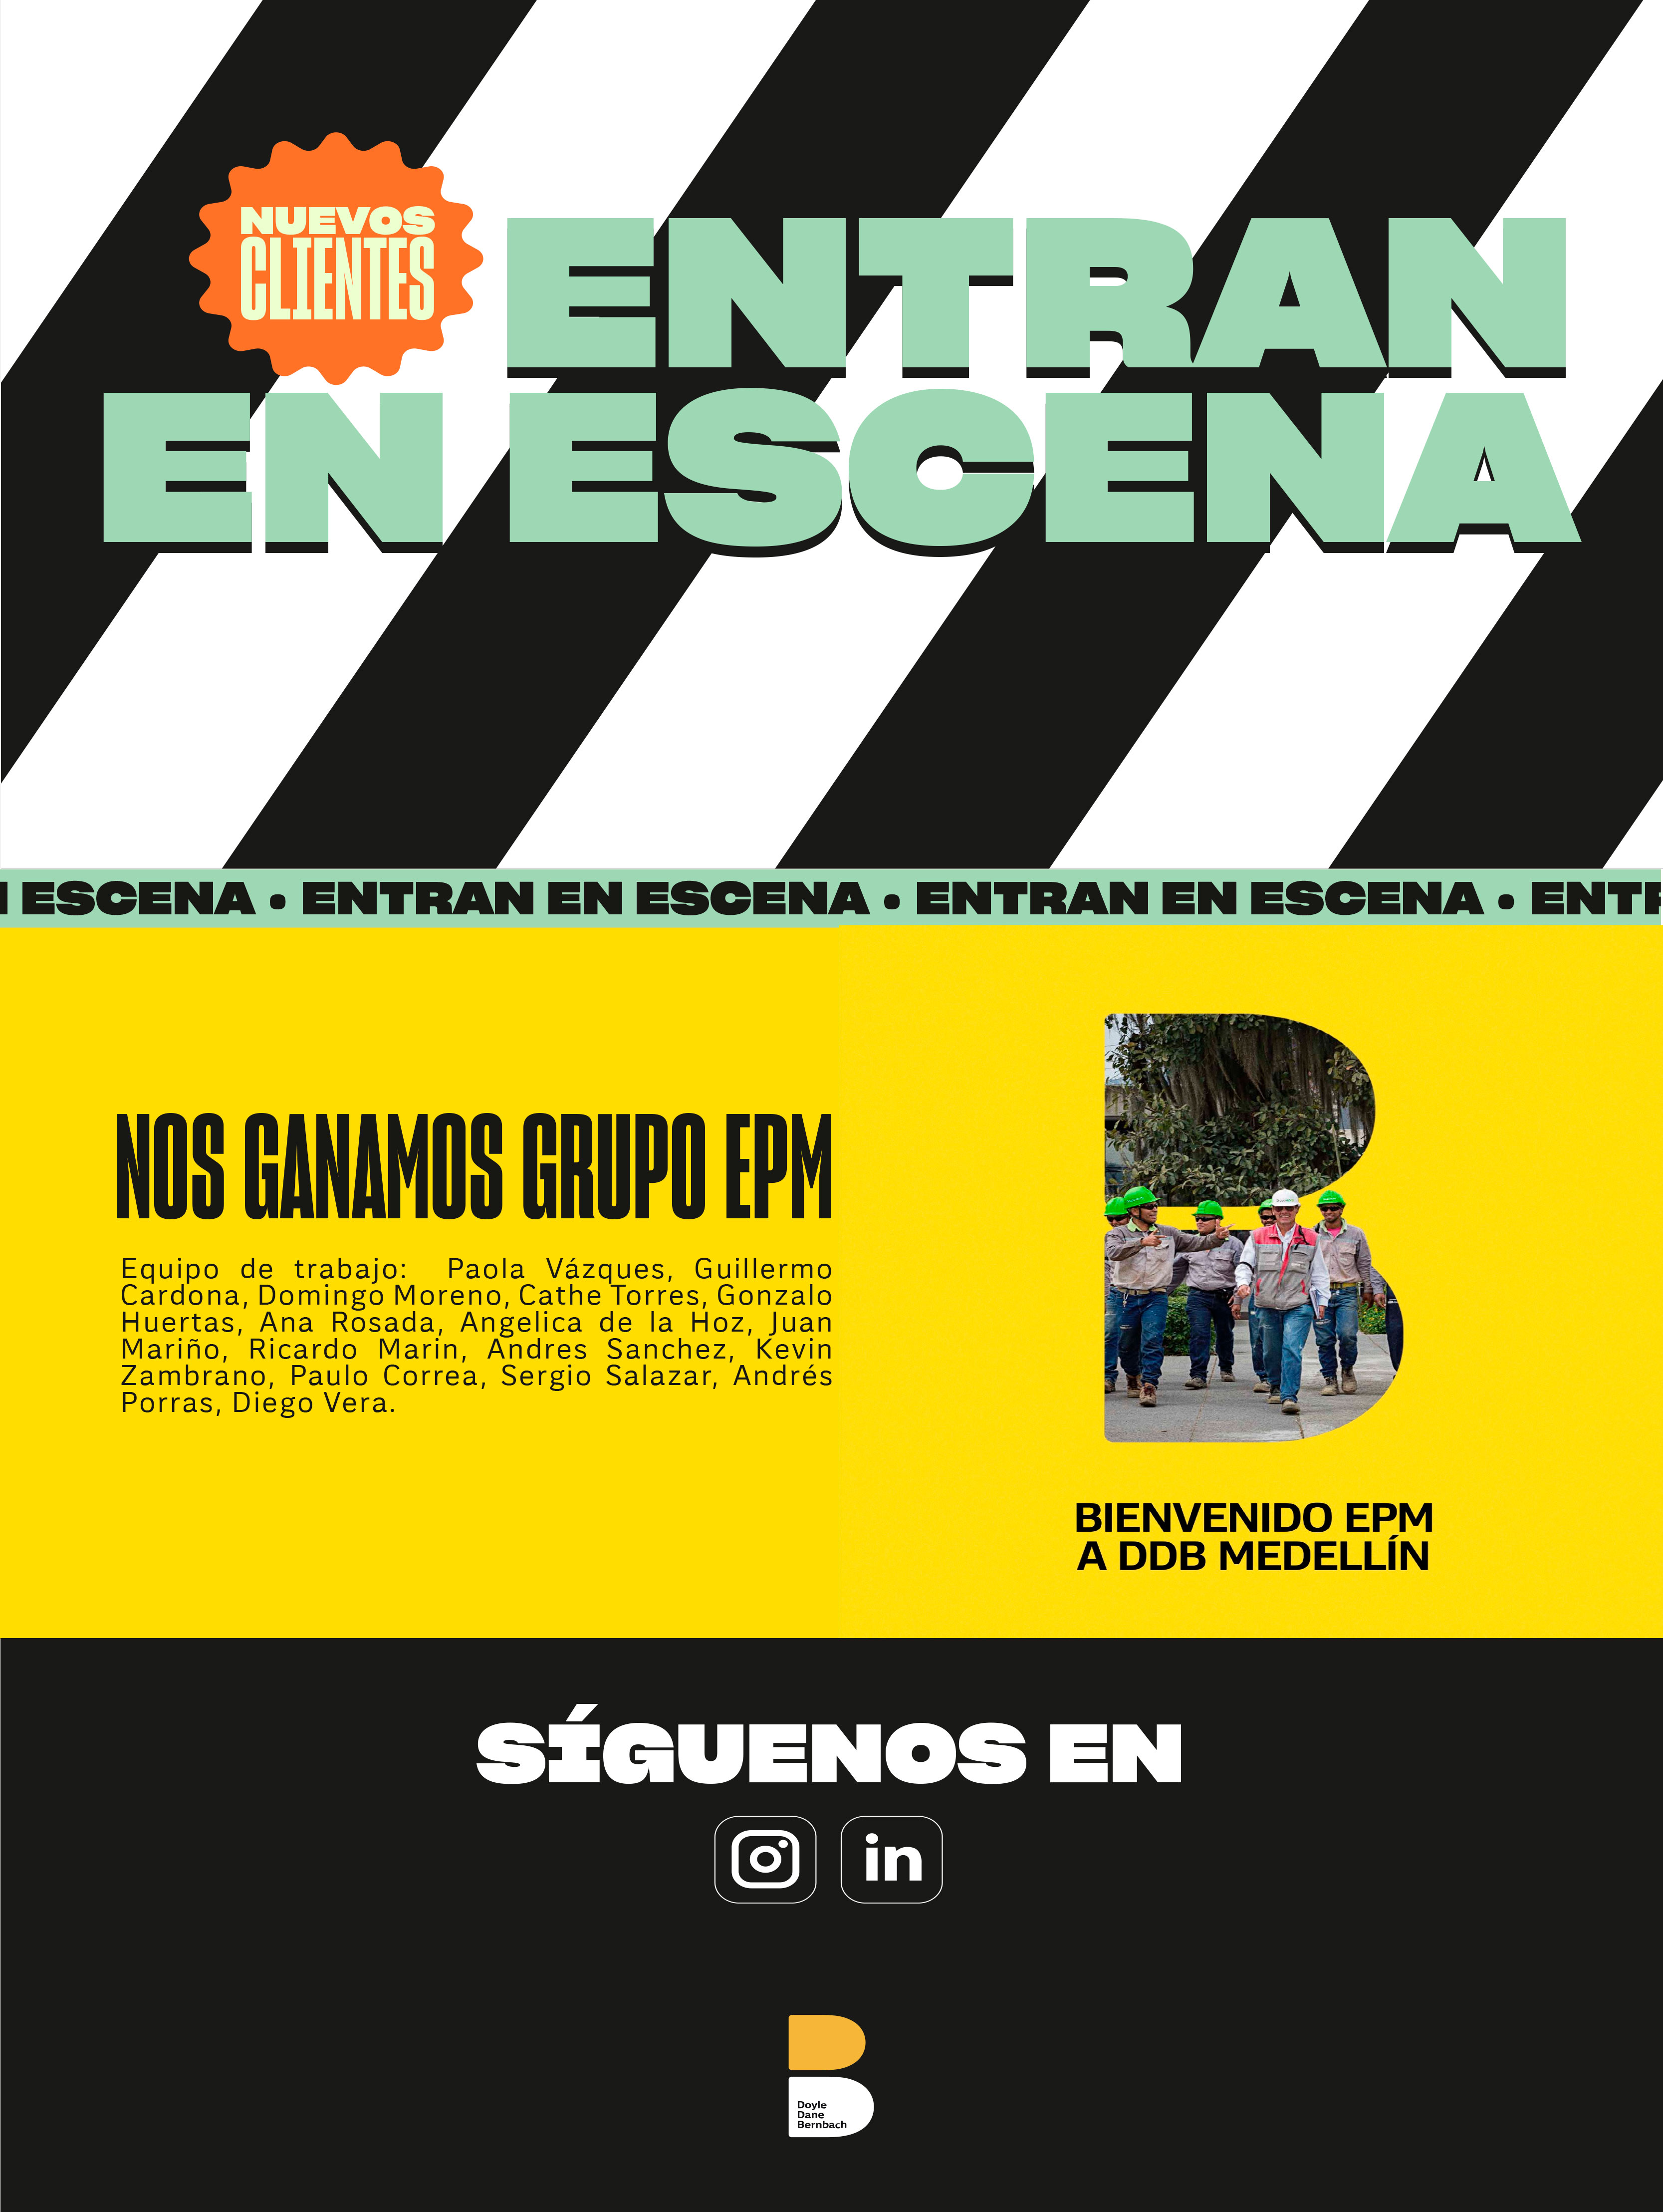 NUEVOS
CLIENTES
ENTRAN
EN ESCENA
N ESCENA • ENTRAN EN ESCENA • ENTRAN EN ESCENA • ENTR
NOS GANAMOS GRUPO EPM
Equipo de trabajo: Paola Vázques, Guillermo
Cardona, Domingo Moreno, Cathe Torres, Gonzalo
Huertas, Ana Rosada, Angelica de la Hoz, Juan
Mariño, Ricardo Marin, Andres Sanchez, Kevin
Zambrano, Paulo Correa, Sergio Salazar, Andrés
Porras, Diego Vera.
BIENVENIDO EPM
A DDB MEDELLÍN
SÍGUENOS EN
in
Doyle
Dane
Bernbach